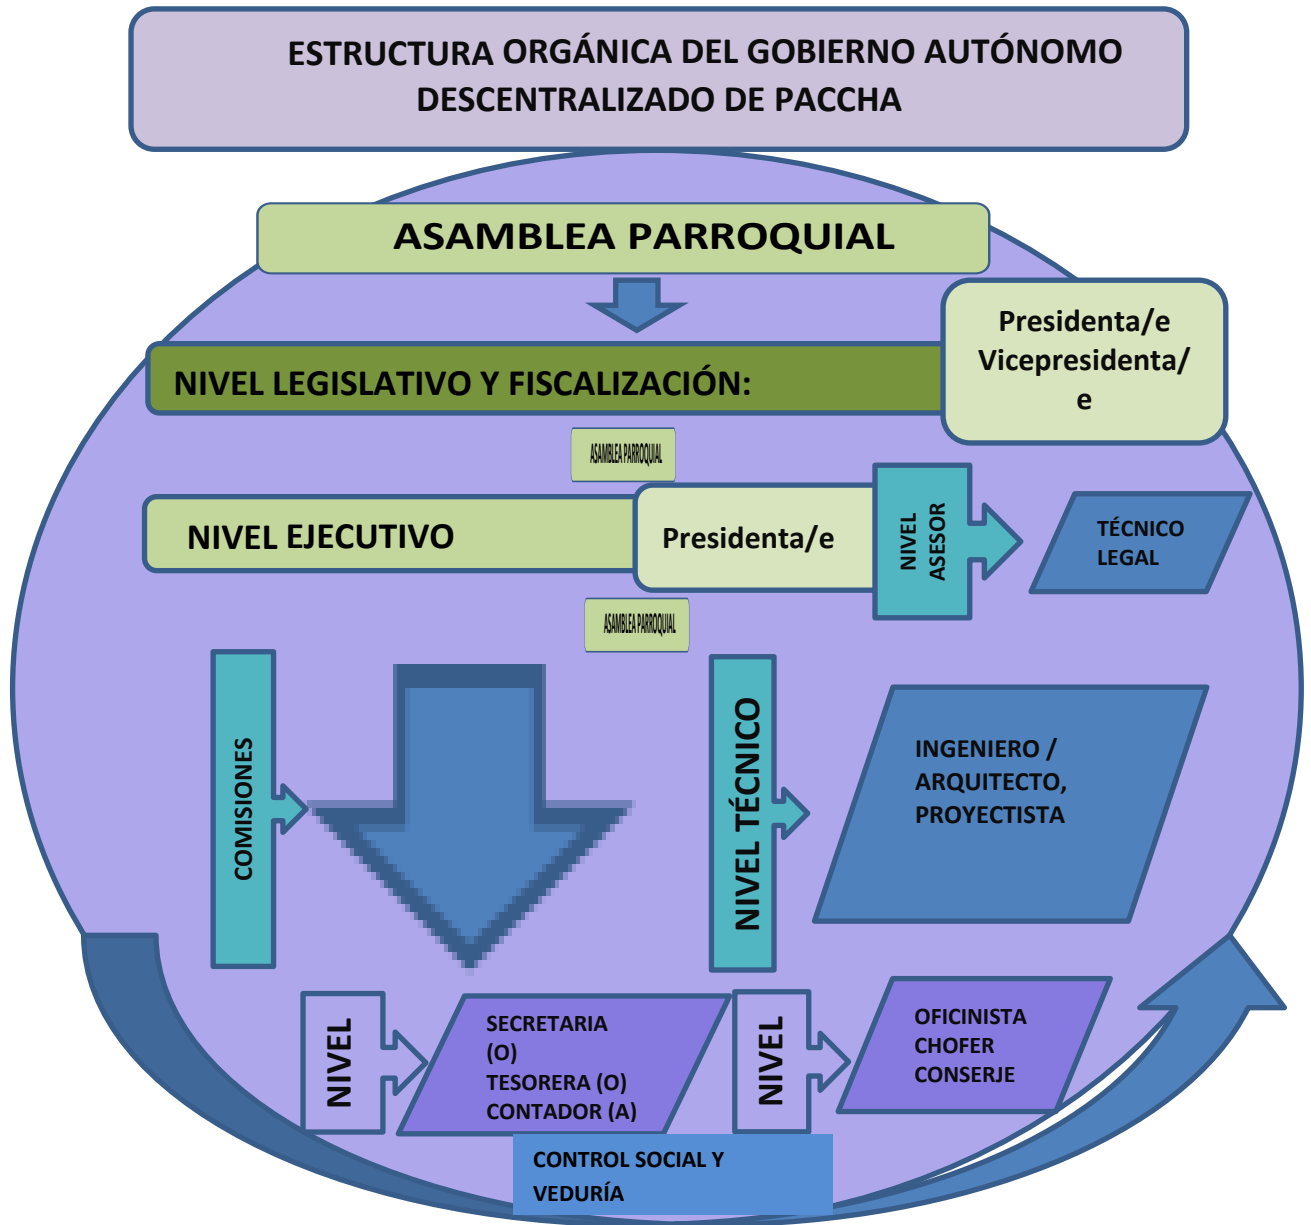 ESTRUCTURA ORGÁNICA DEL GOBIERNO AUTÓNOMO
DESCENTRALIZADO DE PACCHA
ASAMBLEA PARROQUIAL
Presidenta/e
Vicepresidenta/
e
NIVEL LEGISLATIVO Y FISCALIZACIÓN:
ASAMBLEA PARROQUIAL
NIVEL EJECUTIVO
Presidenta/e
NIVEL
ASESOR
TÉCNICO
LEGAL
ASAMBLEA PARROQUIAL
COMISIONES
NIVEL TÉCNICO
INGENIERO /
ARQUITECTO,
PROYECTISTA
NIVEL
SECRETARIA
(O)
TESORERA (O)
CONTADOR (A)
NIVEL
OFICINISTA
CHOFER
CONSERJE
CONTROL SOCIAL Y
VEDURÍA